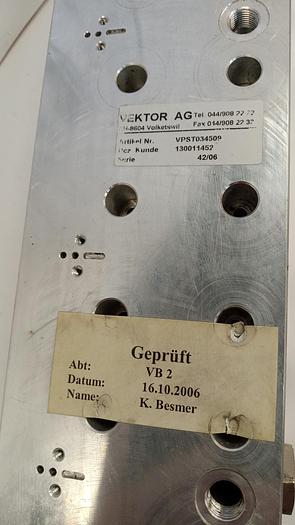 VEKTOR AG Tel. 044/908 22 22
H-8604 Volketswil Fax 044/908 22 32
Artikel Nr. VPST034509
Bez. Kunde 130011452
Serie 42/06
Geprüft
Abt: VB 2
Datum: 16.10.2006
Name: K. Besmer